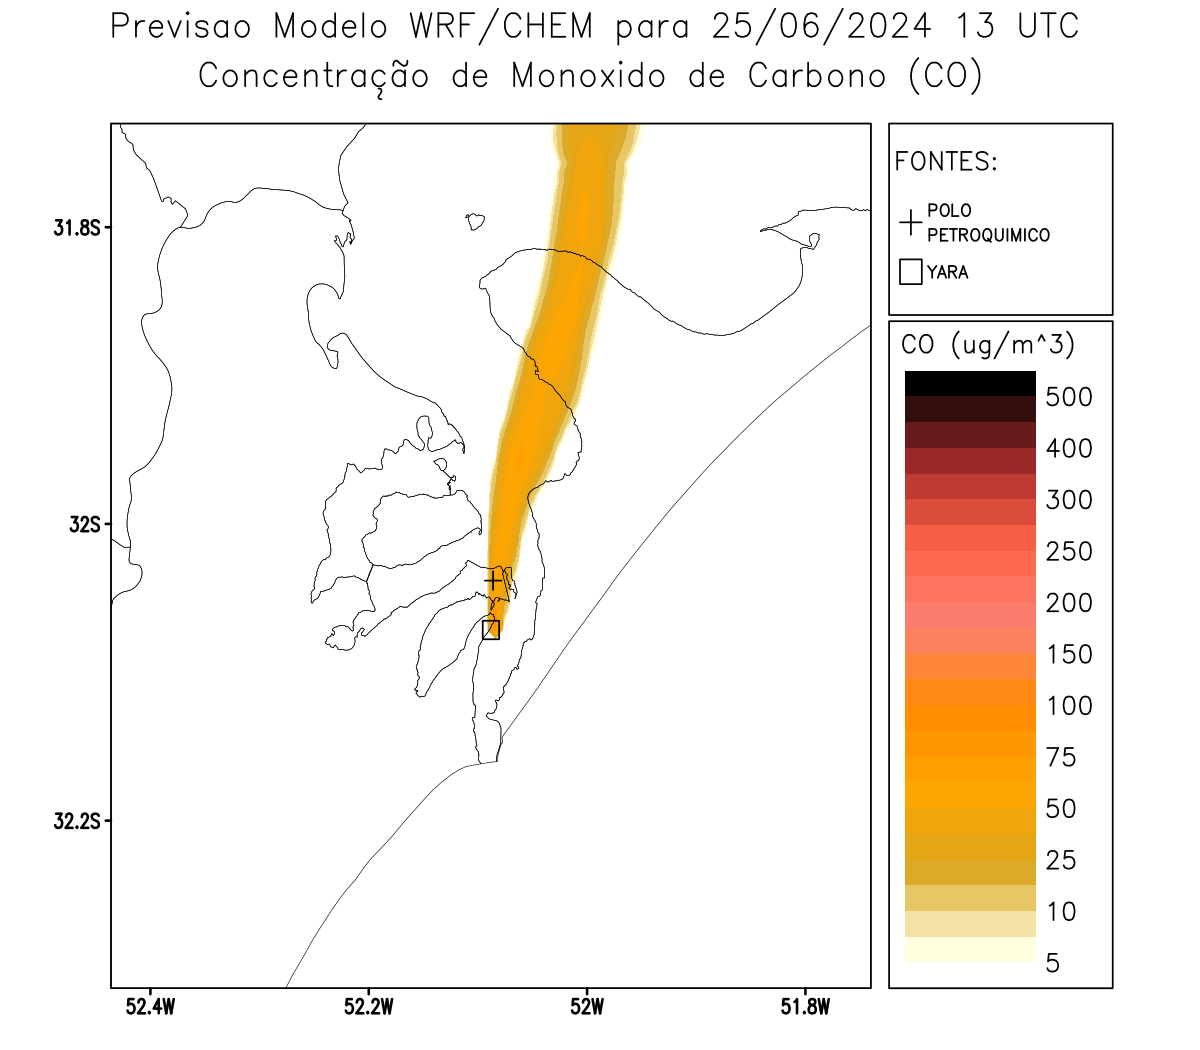 Previsao Modelo WRF/CHEM para 25/06/2024 13 UTC
Concentração de Monoxido de Carbono (CO)
FONTES:
POLO
PETROQUIMICO
YARA
CO (ug/m^3)
500
400
300
250
200
150
100
75
50
25
10
5
31.8S
32S
32.2S
52.4W
52.2W
52W
51.8W